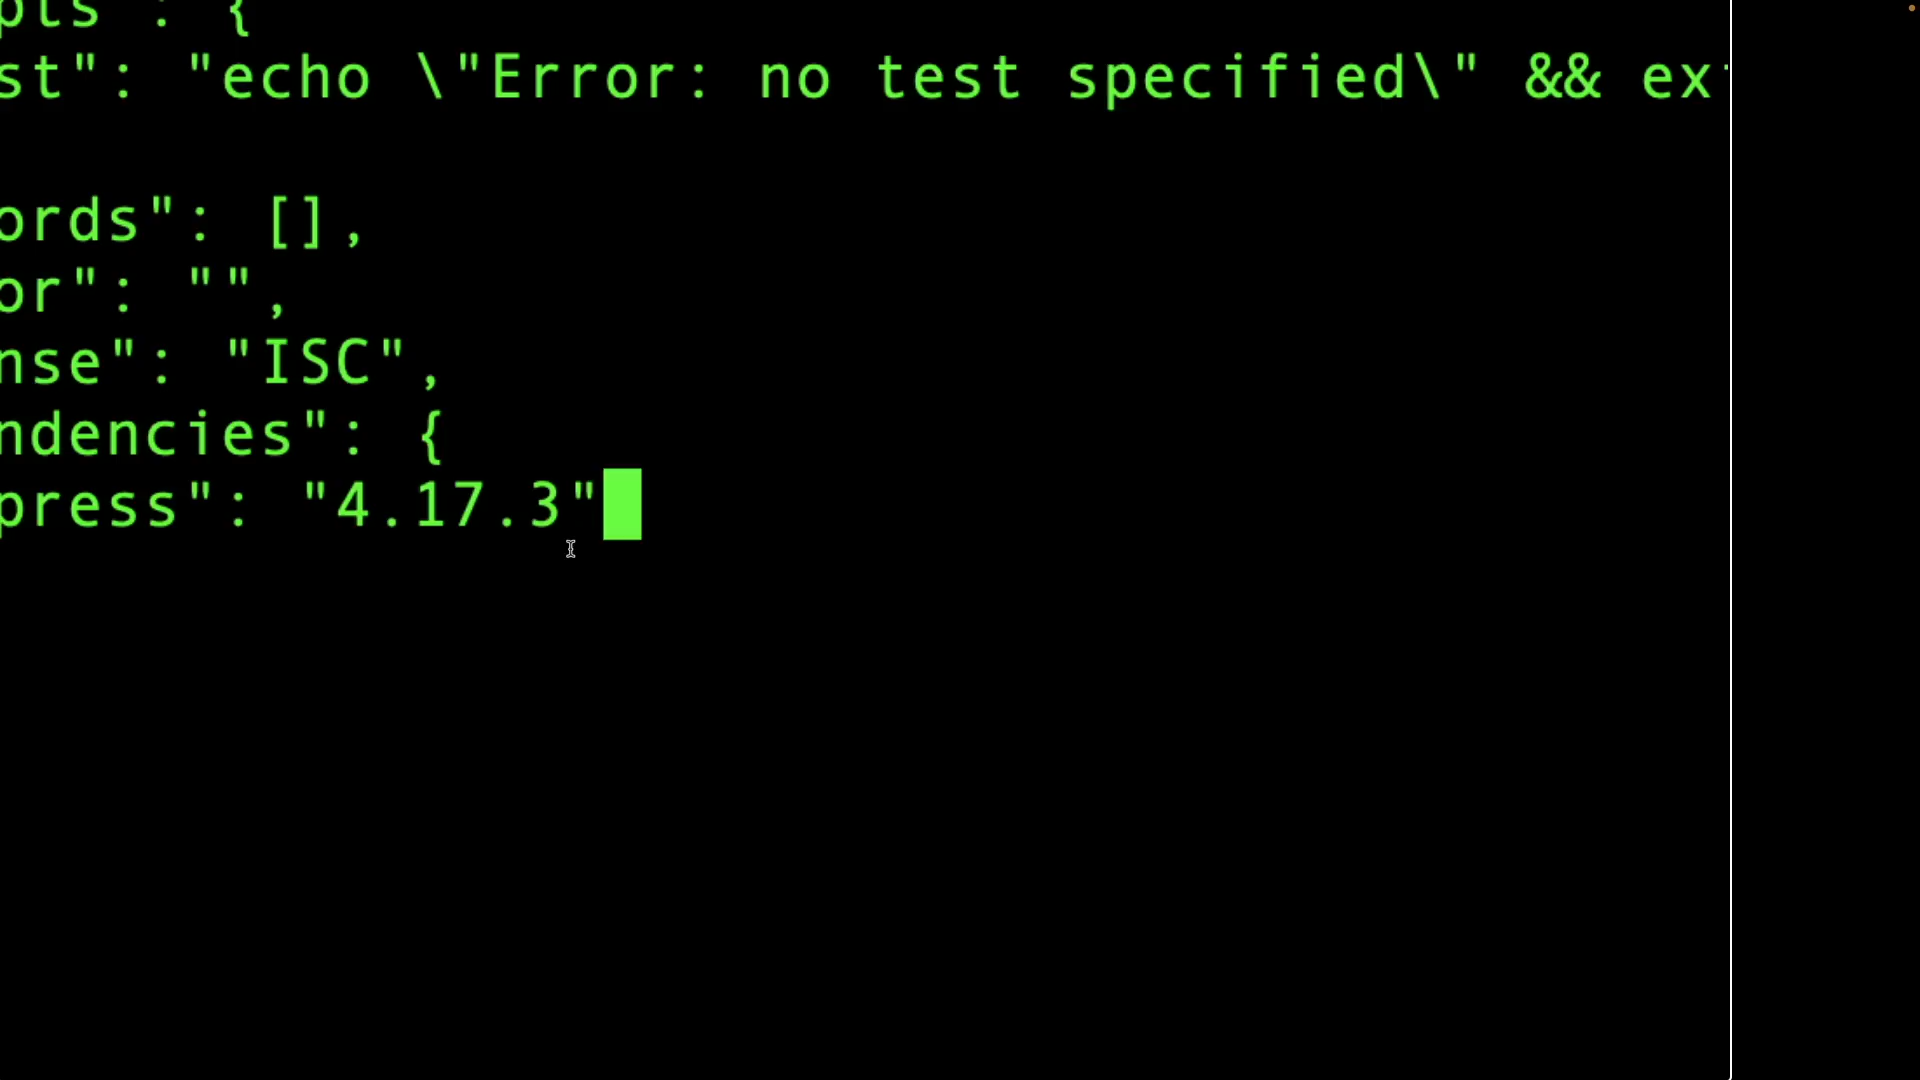 pts": {
st": "echo \"Error: no test specified\" && ex
ords": [],
or": "",
nse": "ISC",
ndencies": {
press": "4.17.3"